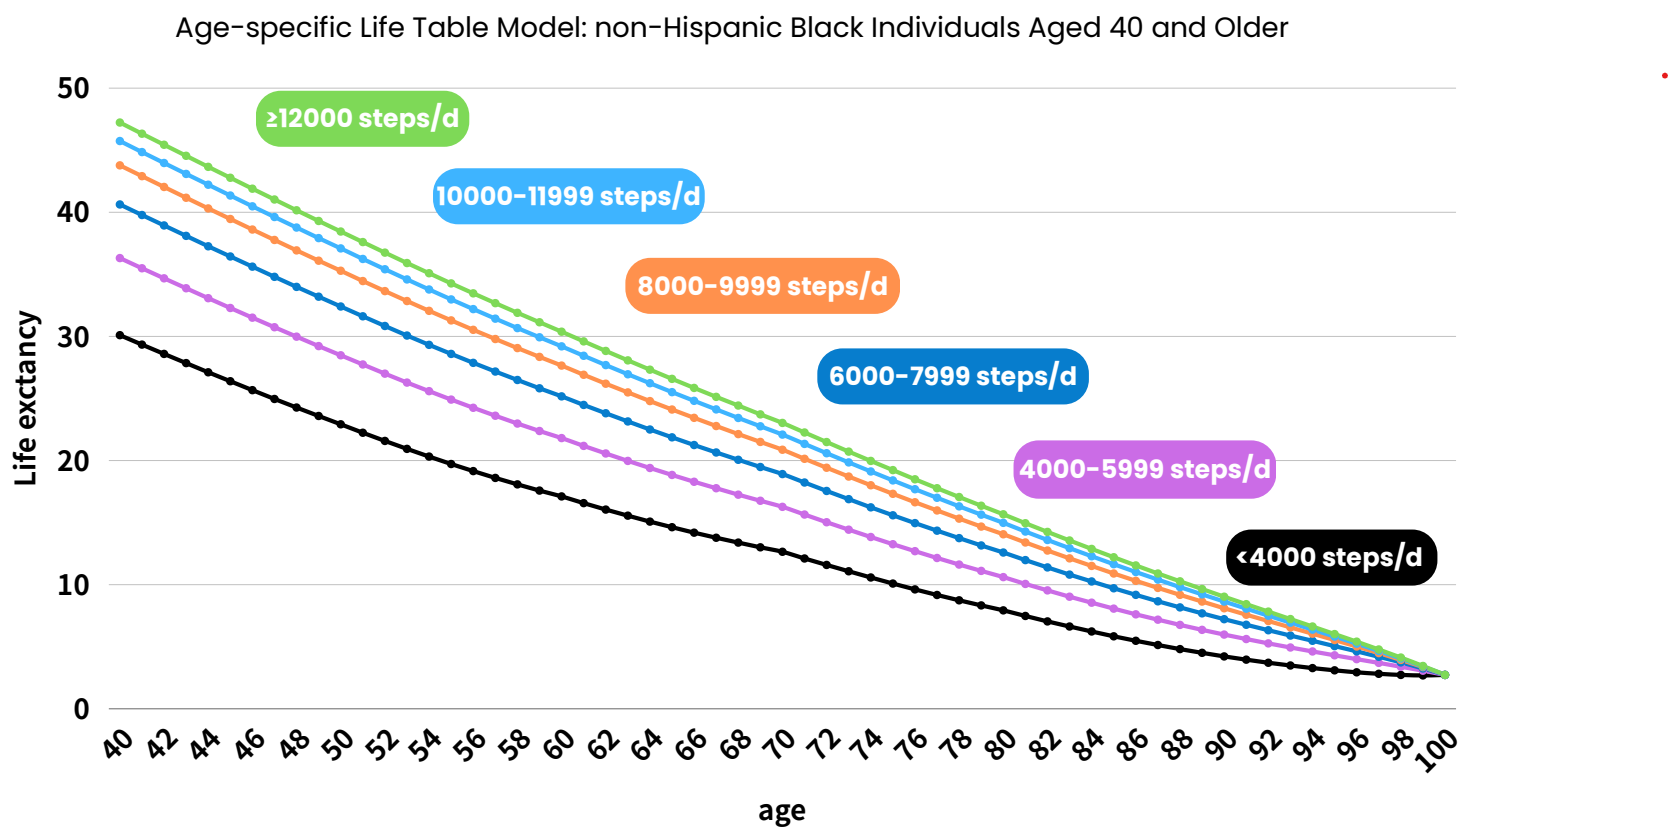 Age-specific Life Table Model: non-Hispanic Black Individuals Aged 40 and Older
50
≥12000 steps/d
10000-11999 steps/d
40
8000-9999 steps/d
Life exctancy
30
6000-7999 steps/d
20
4000-5999 steps/d
<4000 steps/d
10
0
40 42 44 46 48 50 52 54 56 58 60 62 64 66 68 70 72 74 76 78 80 82 84 86 88 90 92 94 96 98 100
age